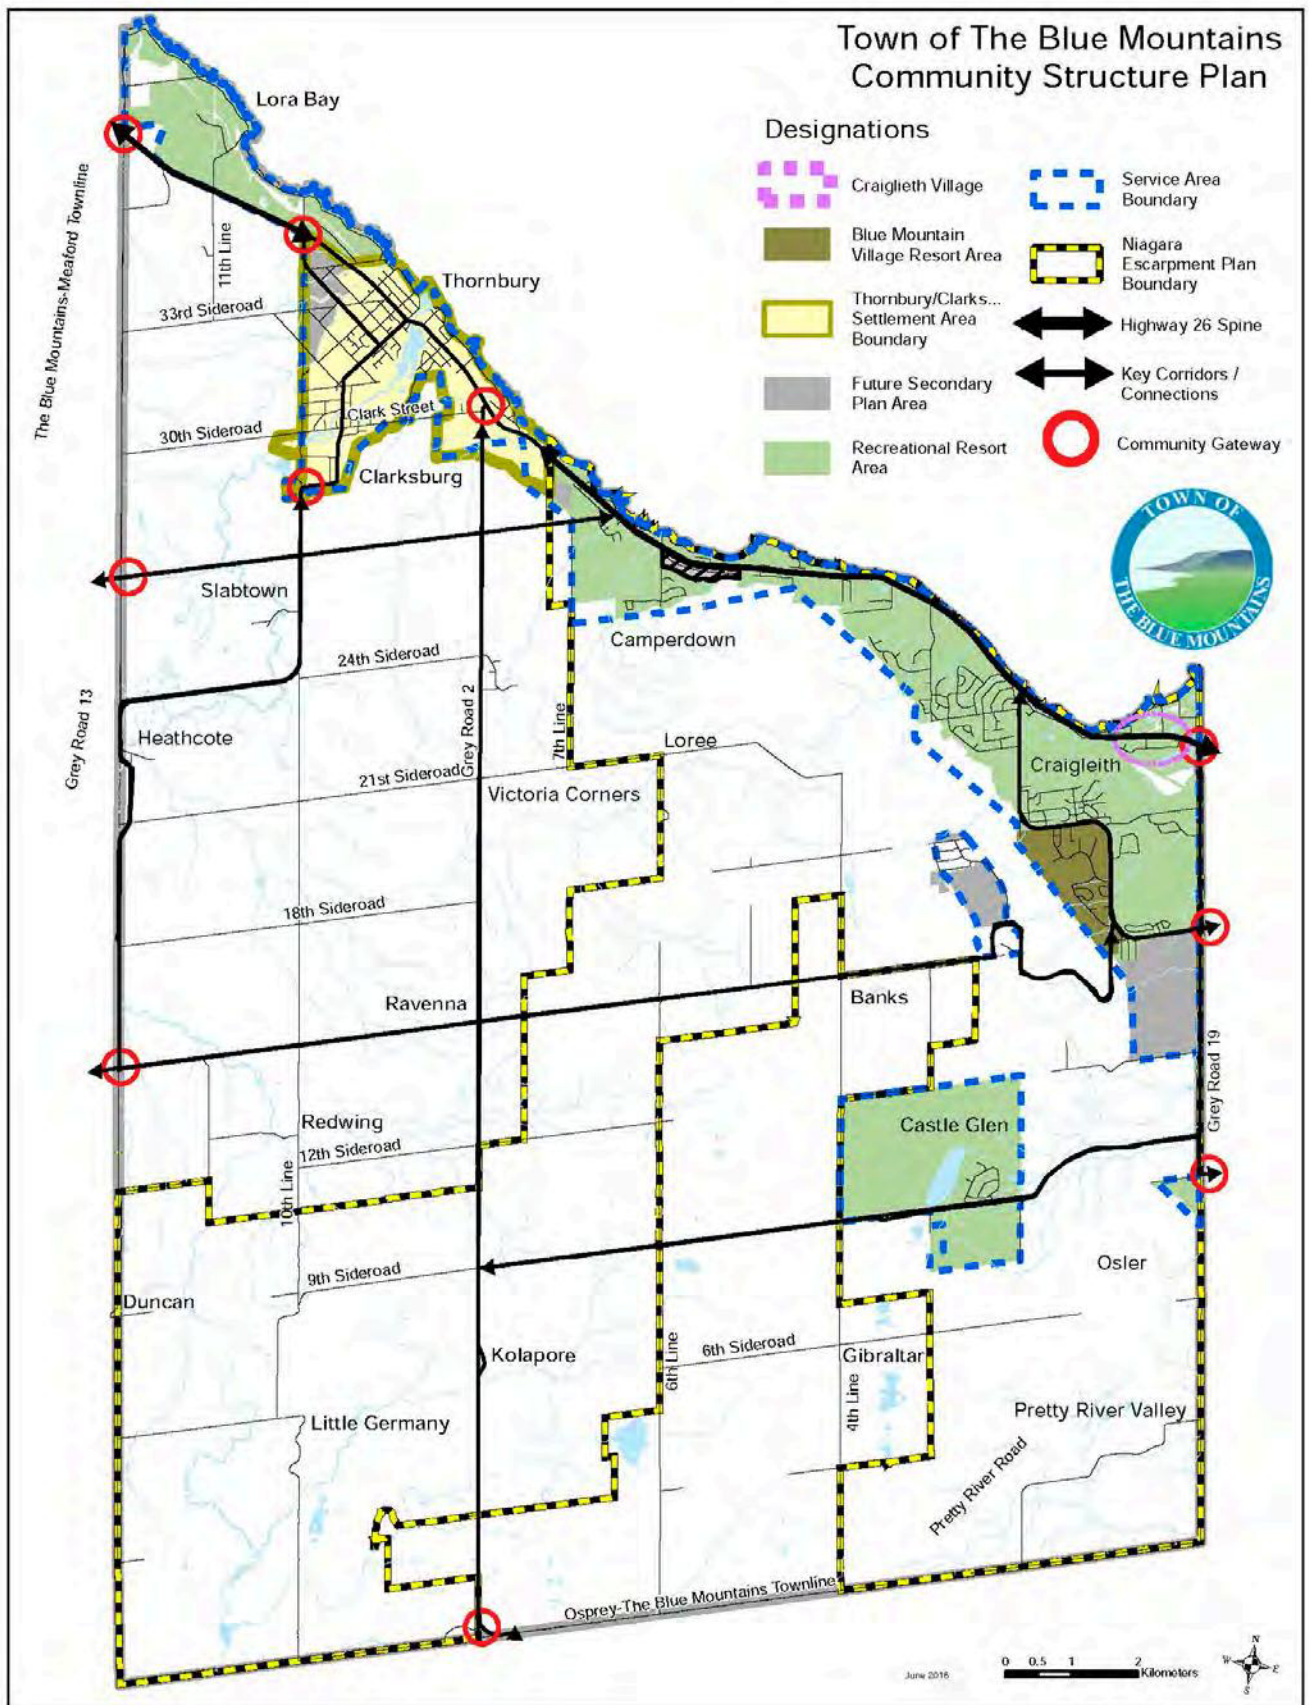 Town of The Blue Mountains
Community Structure Plan
Designations
Craiglieth Village
Blue Mountain
Village Resort Area
Thornbury/Clarks...
Settlement Area
Boundary
Future Secondary
Plan Area
Recreational Resort
Area
Service Area
Boundary
Niagara
Escarpment Plan
Boundary
Highway 26 Spine
Key Corridors /
Connections
Community Gateway
TOWN OF
THE BLUE MOUNTAINS
Lora Bay
The Blue Mountains-Meaford Townline
11th Line
Thornbury
33rd Sideroad
Clark Street
30th Sideroad
Clarksburg
Slabtown
Camperdown
24th Sideroad
Grey Road 2
Grey Road 13
Heathcote
7th Line
Loree
Craigleith
21st Sideroad
Victoria Corners
18th Sideroad
Ravenna
Banks
Grey Road 19
Redwing
Castle Glen
12th Sideroad
10th Line
9th Sideroad
Osler
Duncan
Kolapore
6th Line
6th Sideroad
Gibraltar
4th Line
Little Germany
Pretty River Valley
Pretty River Road
Osprey-The Blue Mountains Townline
June 2016
0 0.5 1 2
Kilometers
N
W
E
S